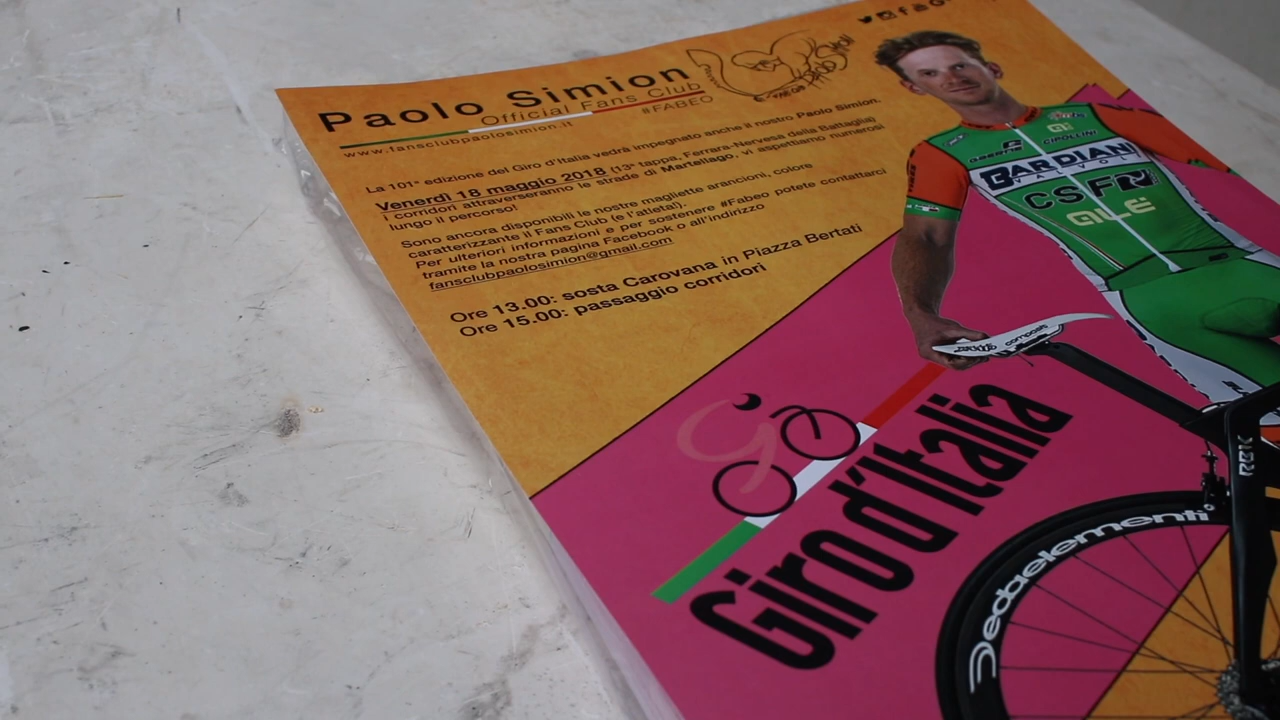 Paolo Simion
Official Fans Club
#FABEO
www.fansclubpaolosimion.it
La 101ª edizione del Giro d'Italia vedrà impegnato anche il nostro Paolo Simion.
Venerdì 18 maggio 2018 (13ª tappa, Ferrara-Nervesa della Battaglia)
i corridori attraverseranno le strade di Martellago, vi aspettiamo numerosi
lungo il percorso!
Sono ancora disponibili le nostre magliette arancioni, colore
caratterizzante il Fans Club (e l'atleta!).
Per ulteriori informazioni e per sostenere #Fabeo potete contattarci
tramite la nostra pagina Facebook o all'indirizzo
fansclubpaolosimion@gmail.com
Ore 13.00: sosta Carovana in Piazza Bertati
Ore 15.00: passaggio corridori
CIPOLLINI
BARDIANI
VALVOLE
CSF
ALÉ
Giro d'Italia
Dedaelementi